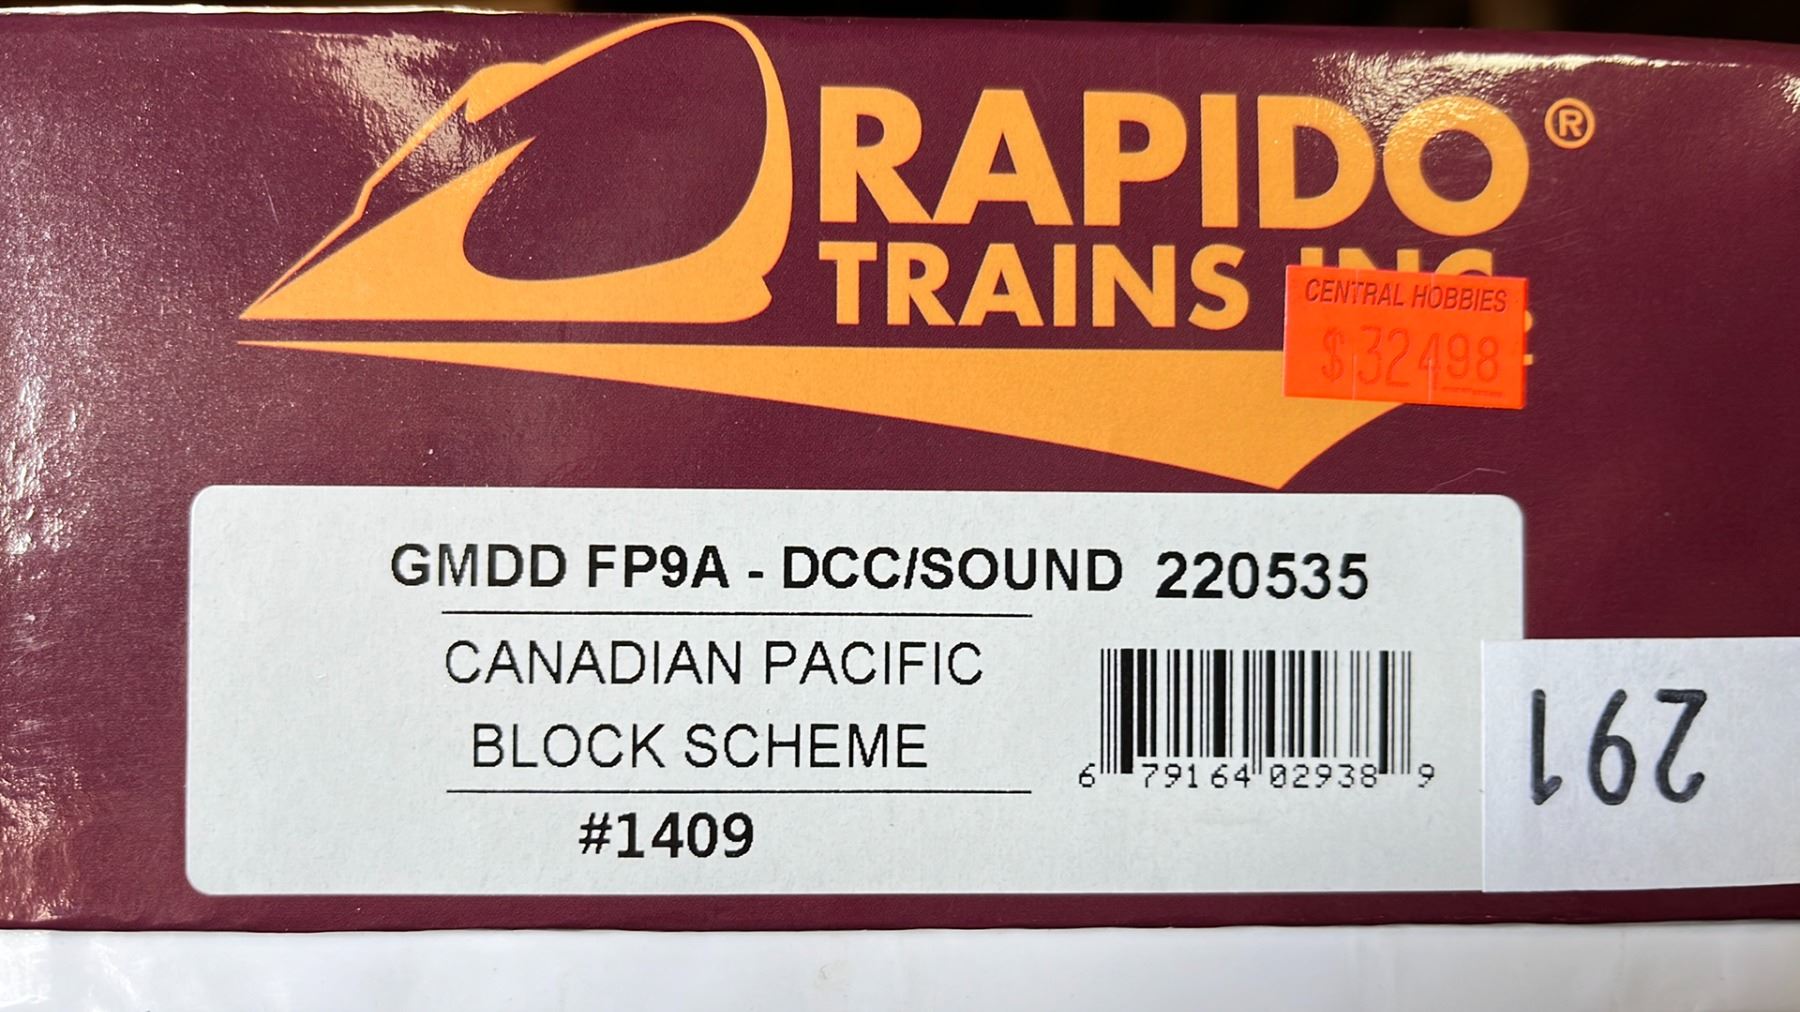 RAPIDO®
TRAINS INC.
CENTRAL HOBBIES
$32498
GMDD FP9A - DCC/SOUND 220535
CANADIAN PACIFIC
BLOCK SCHEME
#1409
6 79164 02938 9
291